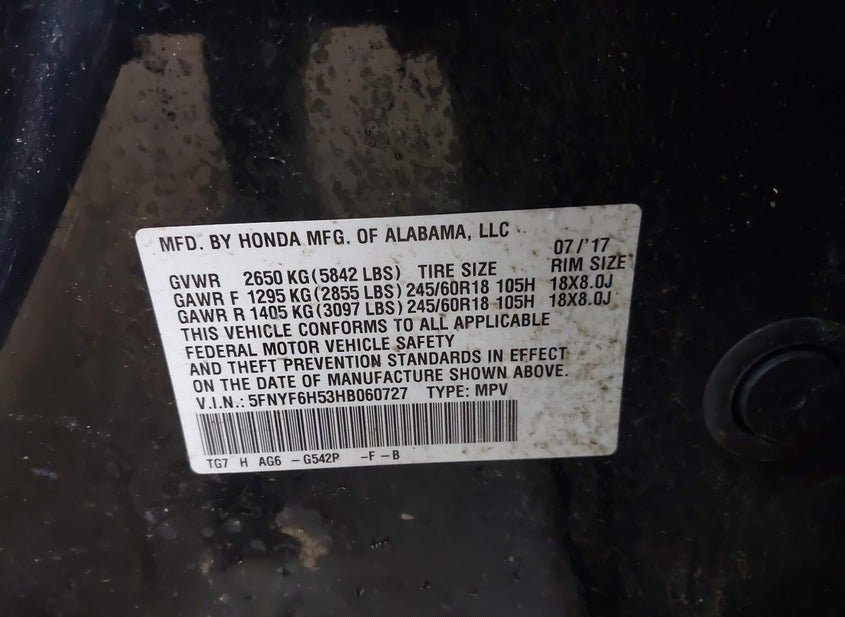 MFD. BY HONDA MFG. OF ALABAMA, LLC 07/'17
GVWR 2650 KG(5842 LBS) TIRE SIZE RIM SIZE
GAWR F 1295 KG(2855 LBS)245/60R18 105H 18X8.0J
GAWR R 1405 KG(3097 LBS)245/60R18 105H 18X8.0J
THIS VEHICLE CONFORMS TO ALL APPLICABLE
FEDERAL MOTOR VEHICLE SAFETY
AND THEFT PREVENTION STANDARDS IN EFFECT
ON THE DATE OF MANUFACTURE SHOWN ABOVE.
V.I.N.: 5FNYF6H53HB060727 TYPE: MPV
TG7 H AG6 -G542P -F-B